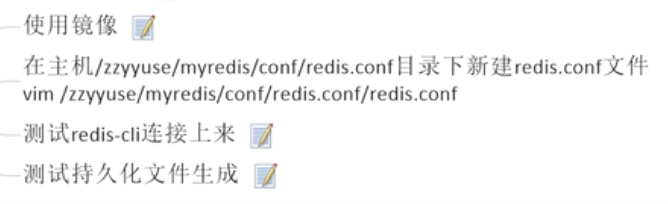 使用镜像
在主机/zzyyuse/myredis/conf/redis.conf目录下新建redis.conf文件
vim /zzyyuse/myredis/conf/redis.conf/redis.conf
测试redis-cli连接上来
测试持久化文件生成